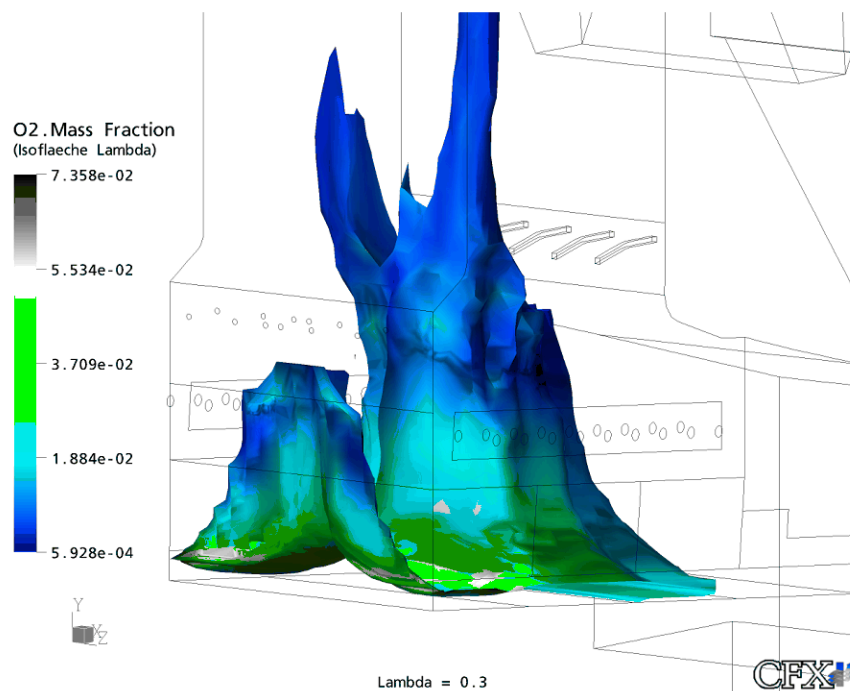 O2.Mass Fraction
(Isoflaeche Lambda)
7.358e-02
5.534e-02
3.709e-02
1.884e-02
5.928e-04
Y
X
Z
Lambda = 0.3
CFX